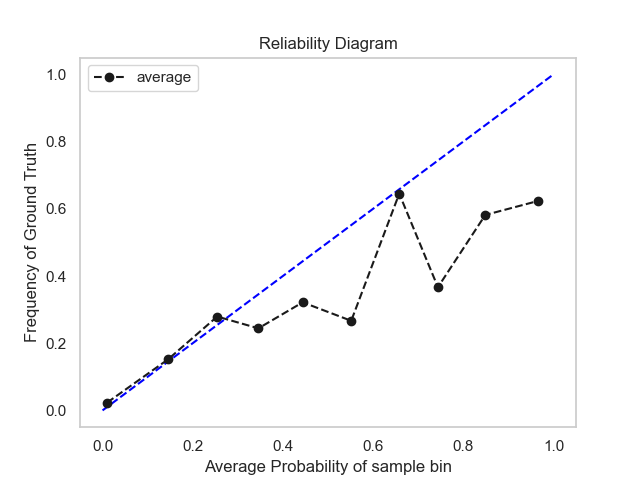 Reliability Diagram
average
Frequency of Ground Truth
1.0
0.8
0.6
0.4
0.2
0.0
0.0 0.2 0.4 0.6 0.8 1.0
Average Probability of sample bin